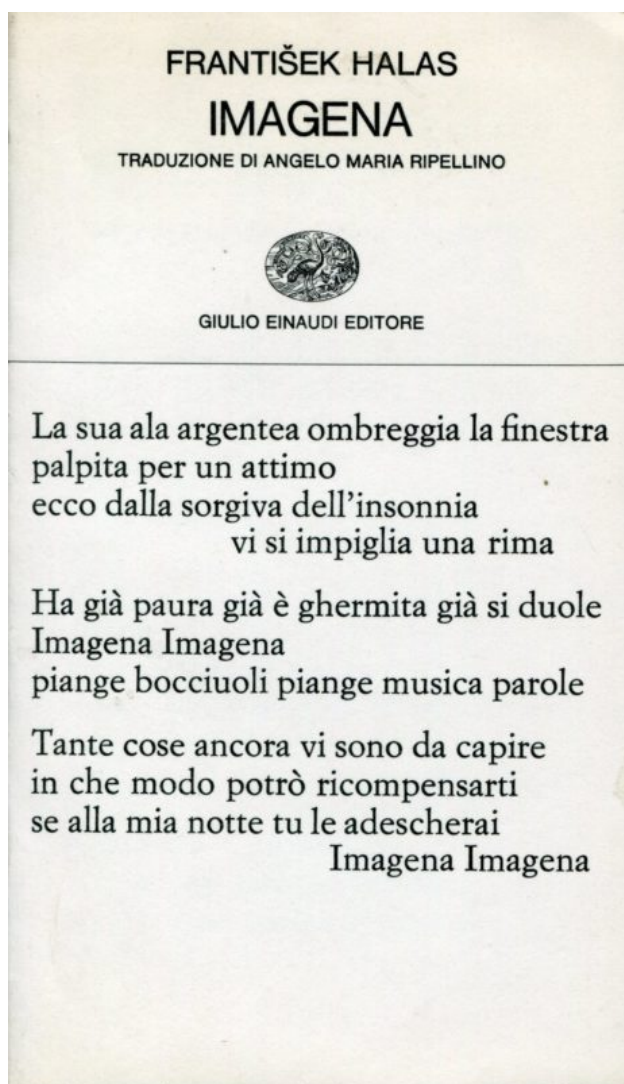 FRANTIŠEK HALAS
IMAGENA
TRADUZIONE DI ANGELO MARIA RIPELLINO
GIULIO EINAUDI EDITORE
La sua ala argentea ombreggia la finestra
palpita per un attimo
ecco dalla sorgiva dell'insonnia
vi si impiglia una rima
Ha già paura già è ghermita già si duole
Imagena Imagena
piange bocciuoli piange musica parole
Tante cose ancora vi sono da capire
in che modo potrò ricompensarti
se alla mia notte tu le adescherai
Imagena Imagena